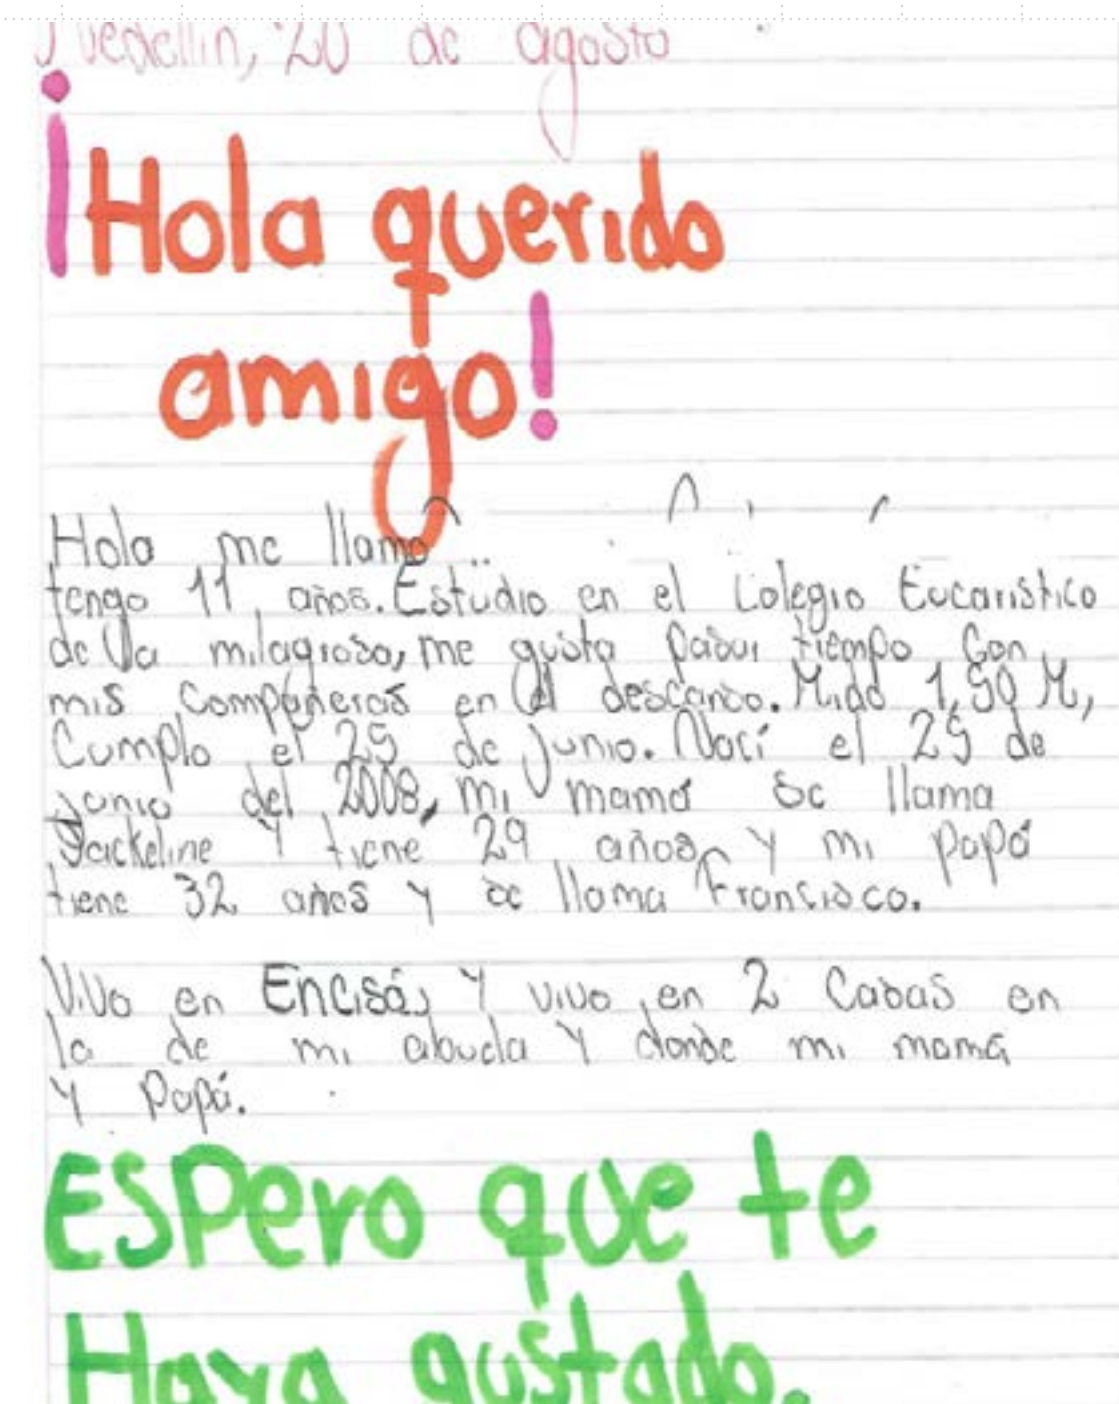 Medellin, 20 de agosto
¡Hola querido
amigo!
Hola me llamo
tengo 11 años. Estudio en el Colegio Eucaristico
de la milagrosa, me gusta pasar tiempo con
mis compañeras en el descanso. Mido 1,50 M,
Cumplo el 25 de junio. Nací el 25 de
junio del 2008, mi mamá se llama
Jackeline y tiene 29 años y mi papá
tiene 32 años y se llama Francisco.
Vivo en Encisó, y vivo en 2 Casas en
la de mi abuela y donde mi mamá
y Papá.
ESPero que te
Haya gustado.